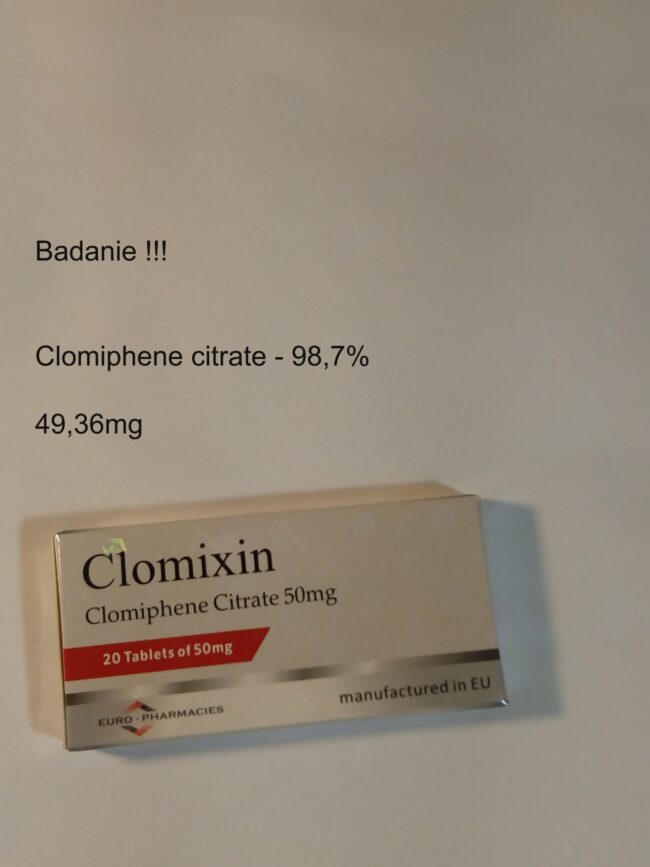 Badanie !!!
Clomiphene citrate - 98,7%
49,36mg
Clomixin
Clomiphene Citrate 50mg
20 Tablets of 50mg
EURO-PHARMACIES
manufactured in EU